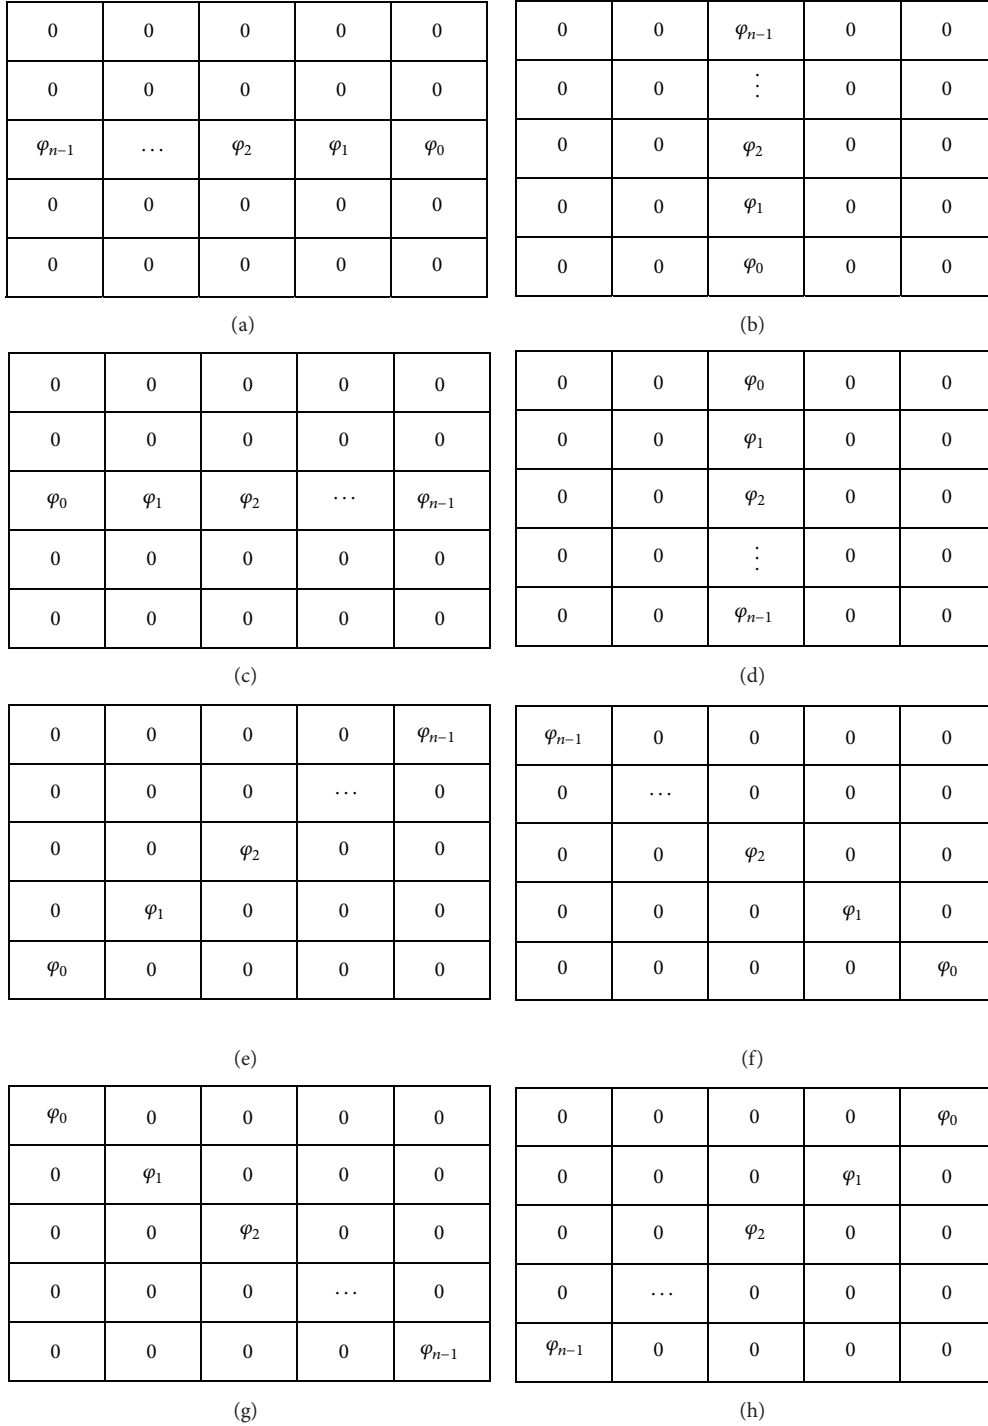 0 0 0 0 0
0 0 0 0 0
φn−1 ... φ2 φ1 φ0
0 0 0 0 0
0 0 0 0 0
(a)
0 0 φn−1 0 0
0 0 ⋮ 0 0
0 0 φ2 0 0
0 0 φ1 0 0
0 0 φ0 0 0
(b)
0 0 0 0 0
0 0 0 0 0
φ0 φ1 φ2 ... φn−1
0 0 0 0 0
0 0 0 0 0
(c)
0 0 φ0 0 0
0 0 φ1 0 0
0 0 φ2 0 0
0 0 ⋮ 0 0
0 0 φn−1 0 0
(d)
0 0 0 0 φn−1
0 0 0 ... 0
0 0 φ2 0 0
0 φ1 0 0 0
φ0 0 0 0 0
(e)
φn−1 0 0 0 0
0 ... 0 0 0
0 0 φ2 0 0
0 0 0 φ1 0
0 0 0 0 φ0
(f)
φ0 0 0 0 0
0 φ1 0 0 0
0 0 φ2 0 0
0 0 0 ... 0
0 0 0 0 φn−1
(g)
0 0 0 0 φ0
0 0 0 φ1 0
0 0 φ2 0 0
0 ... 0 0 0
φn−1 0 0 0 0
(h)